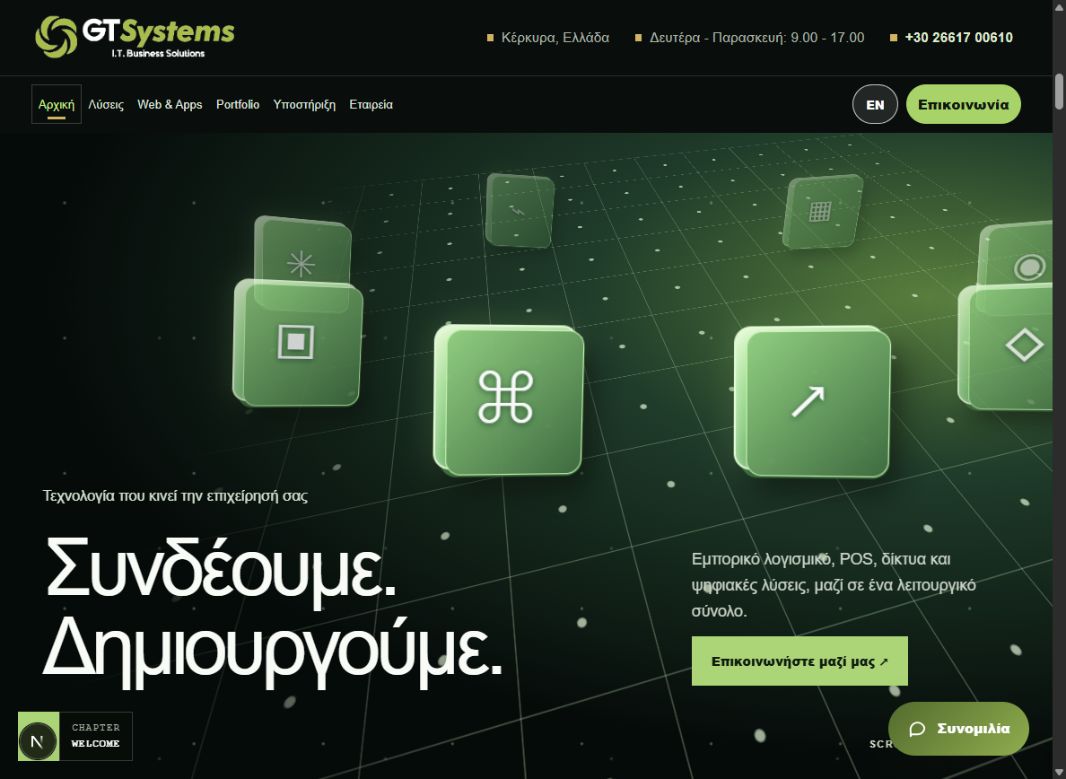 GTSystems
I.T. Business Solutions
Κέρκυρα, Ελλάδα
Δευτέρα - Παρασκευή: 9.00 - 17.00
+30 26617 00610
Αρχική
Λύσεις
Web & Apps
Portfolio
Υποστήριξη
Εταιρεία
EN
Επικοινωνία
Τεχνολογία που κινεί την επιχείρησή σας
Συνδέουμε.
Δημιουργούμε.
Εμπορικό λογισμικό, POS, δίκτυα και
ψηφιακές λύσεις, μαζί σε ένα λειτουργικό
σύνολο.
Επικοινωνήστε μαζί μας ↗
N
CHAPTER
WELCOME
Συνομιλία